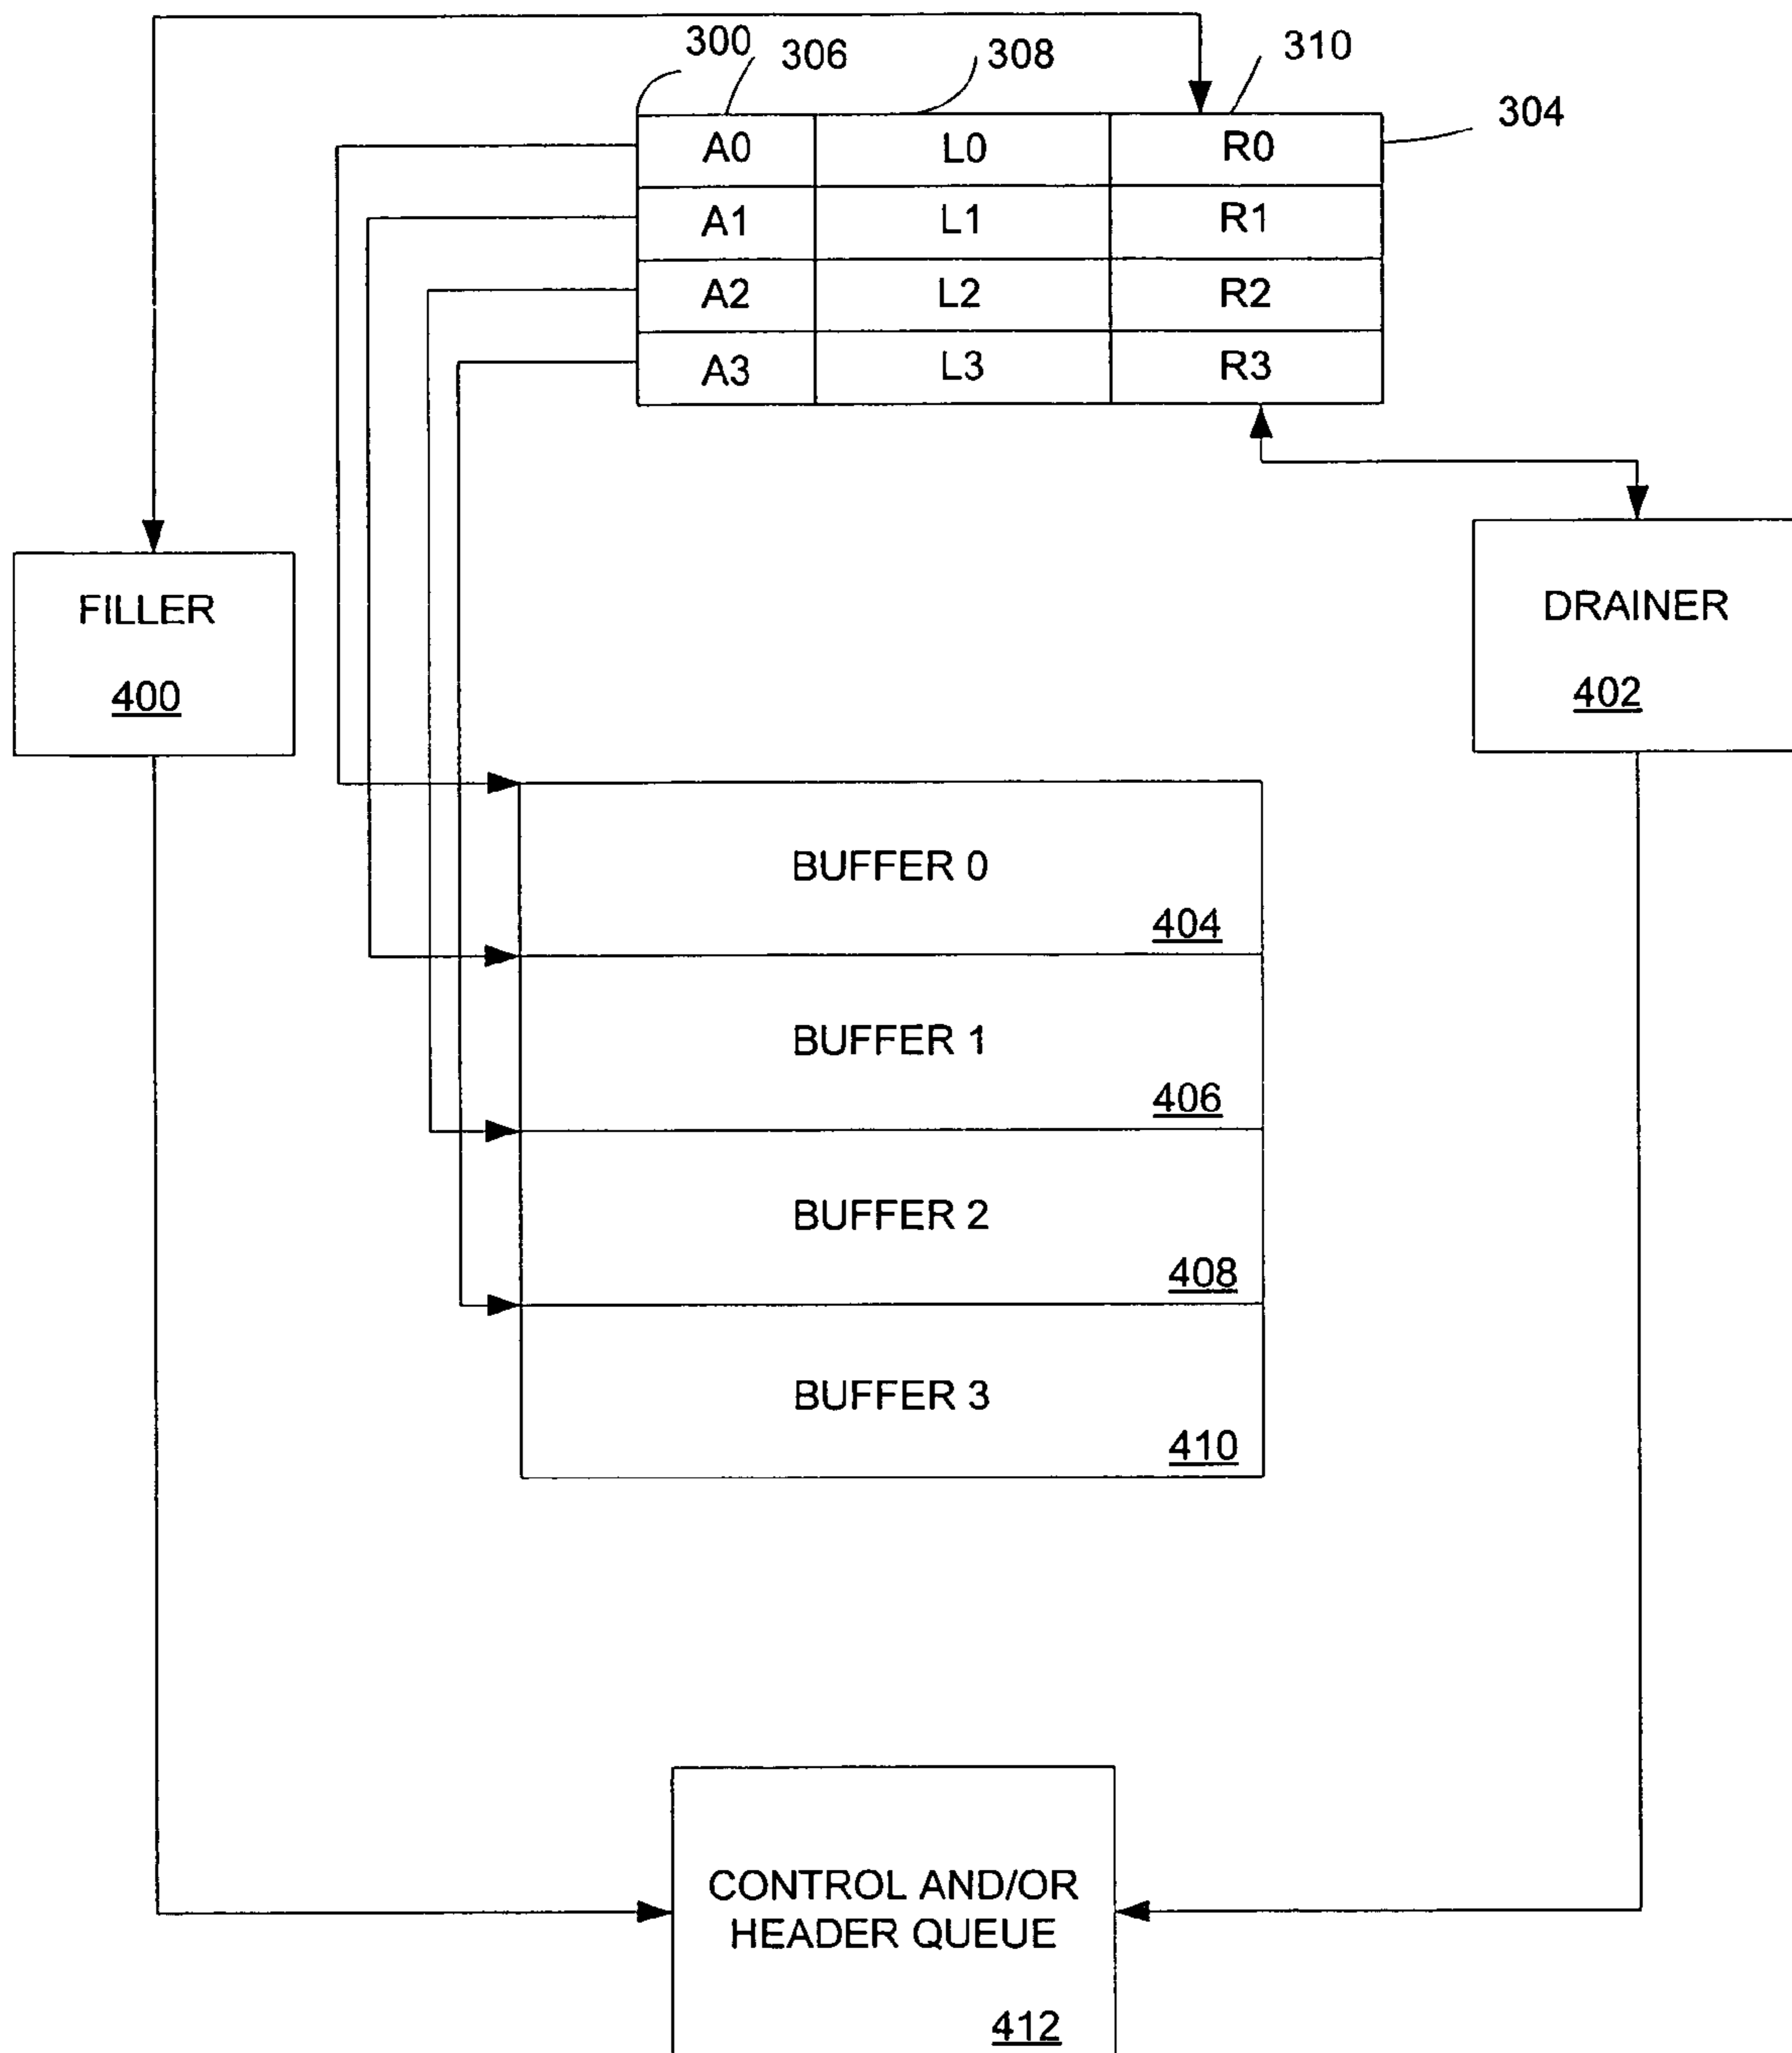 300
306
308
310
304
A0 L0 R0
A1 L1 R1
A2 L2 R2
A3 L3 R3
FILLER
400
DRAINER
402
BUFFER 0
404
BUFFER 1
406
BUFFER 2
408
BUFFER 3
410
CONTROL AND/OR
HEADER QUEUE
412